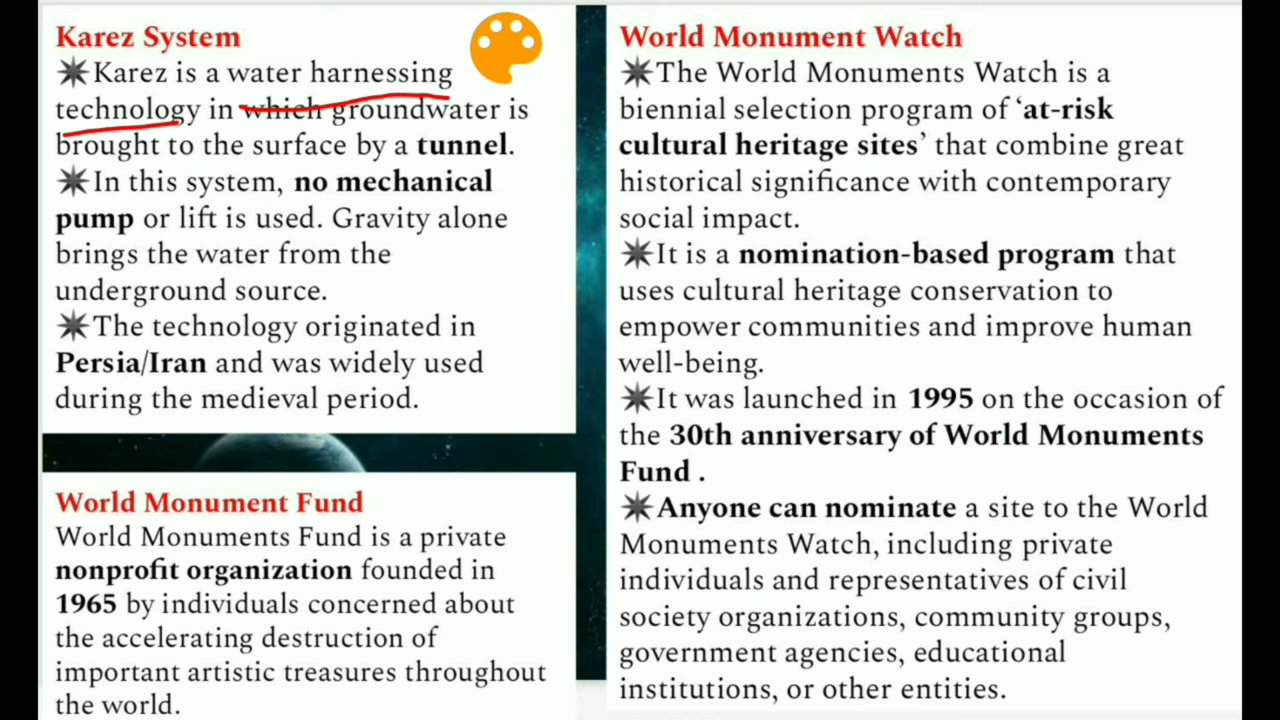 Karez System
✷Karez is a water harnessing
technology in which groundwater is
brought to the surface by a tunnel.
✷In this system, no mechanical
pump or lift is used. Gravity alone
brings the water from the
underground source.
✷The technology originated in
Persia/Iran and was widely used
during the medieval period.
World Monument Fund
World Monuments Fund is a private
nonprofit organization founded in
1965 by individuals concerned about
the accelerating destruction of
important artistic treasures throughout
the world.
World Monument Watch
✷The World Monuments Watch is a
biennial selection program of ‘at-risk
cultural heritage sites’ that combine great
historical significance with contemporary
social impact.
✷It is a nomination-based program that
uses cultural heritage conservation to
empower communities and improve human
well-being.
✷It was launched in 1995 on the occasion of
the 30th anniversary of World Monuments
Fund .
✷Anyone can nominate a site to the World
Monuments Watch, including private
individuals and representatives of civil
society organizations, community groups,
government agencies, educational
institutions, or other entities.